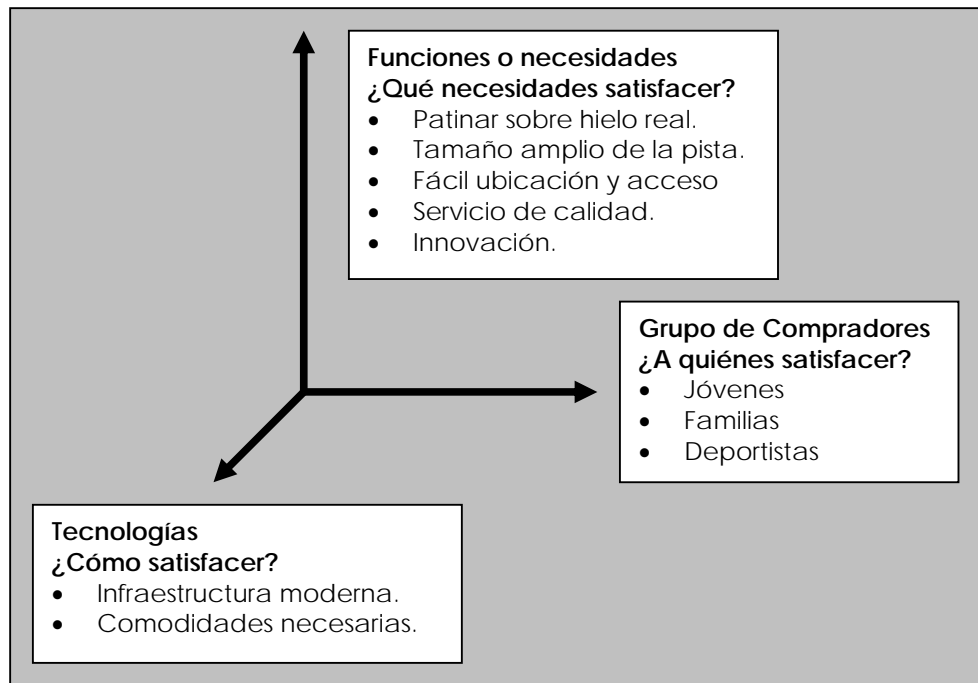 Funciones o necesidades
¿Qué necesidades satisfacer?
• Patinar sobre hielo real.
• Tamaño amplio de la pista.
• Fácil ubicación y acceso
• Servicio de calidad.
• Innovación.
Grupo de Compradores
¿A quiénes satisfacer?
• Jóvenes
• Familias
• Deportistas
Tecnologías
¿Cómo satisfacer?
• Infraestructura moderna.
• Comodidades necesarias.